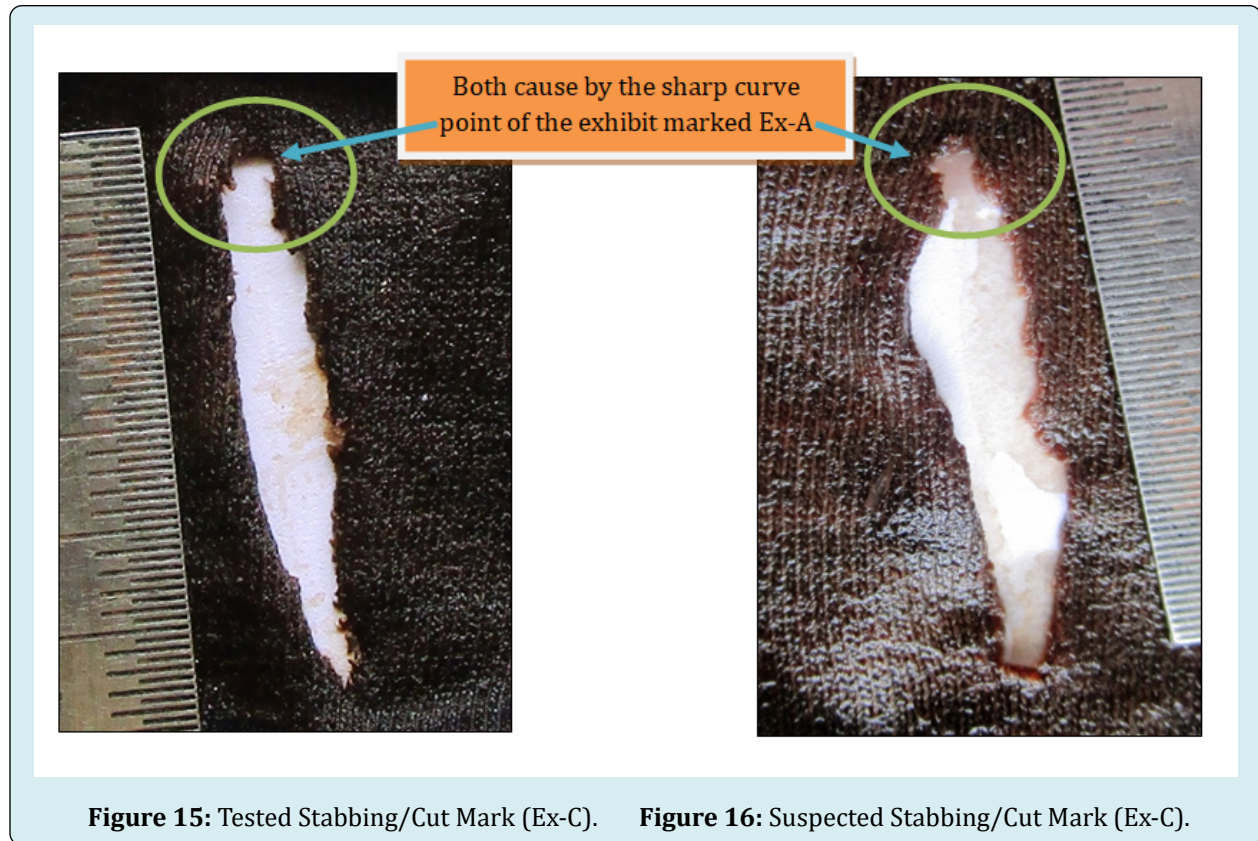 Both cause by the sharp curve
point of the exhibit marked Ex-A
Figure 15: Tested Stabbing/Cut Mark (Ex-C).
Figure 16: Suspected Stabbing/Cut Mark (Ex-C).